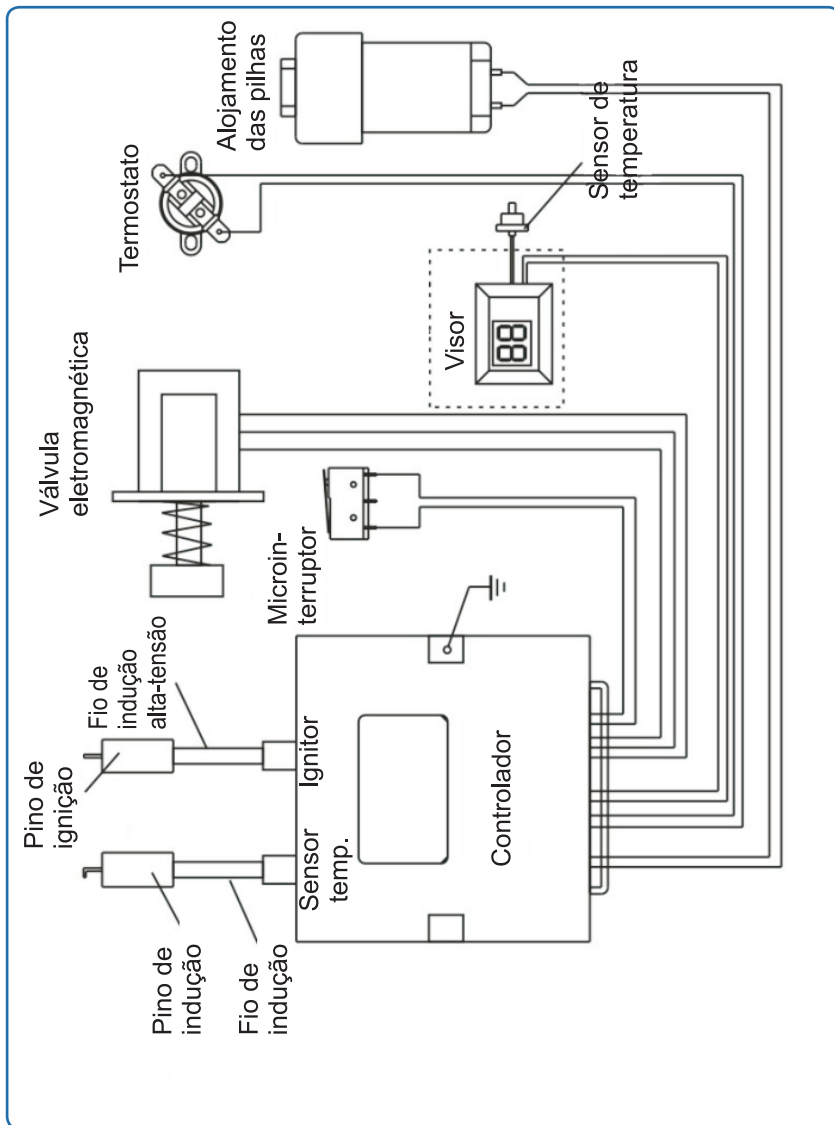 Pino de
ignição
Fio de
indução
alta-tensão
Válvula
eletromagnética
Termostato
Alojamento
das pilhas
Pino de
indução
Fio de
indução
Sensor
temp.
Ignitor
Controlador
Microin-
terruptor
Visor
88
Sensor de
temperatura